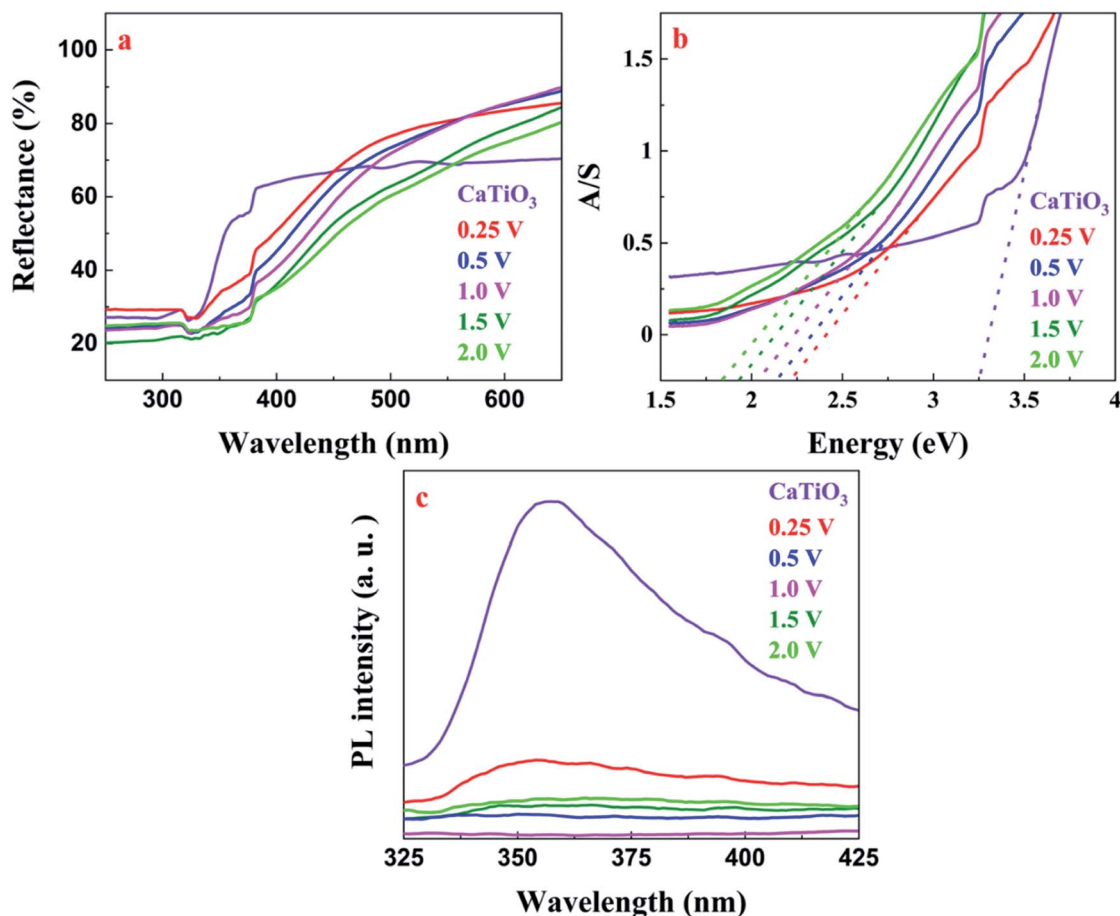 a
100
80
60
40
20
Reflectance (%)
CaTiO₃
0.25 V
0.5 V
1.0 V
1.5 V
2.0 V
300 400 500 600
Wavelength (nm)
b
1.5
1
0.5
0
A/S
CaTiO₃
0.25 V
0.5 V
1.0 V
1.5 V
2.0 V
1.5 2 2.5 3 3.5 4
Energy (eV)
c
PL intensity (a. u.)
CaTiO₃
0.25 V
0.5 V
1.0 V
1.5 V
2.0 V
325 350 375 400 425
Wavelength (nm)